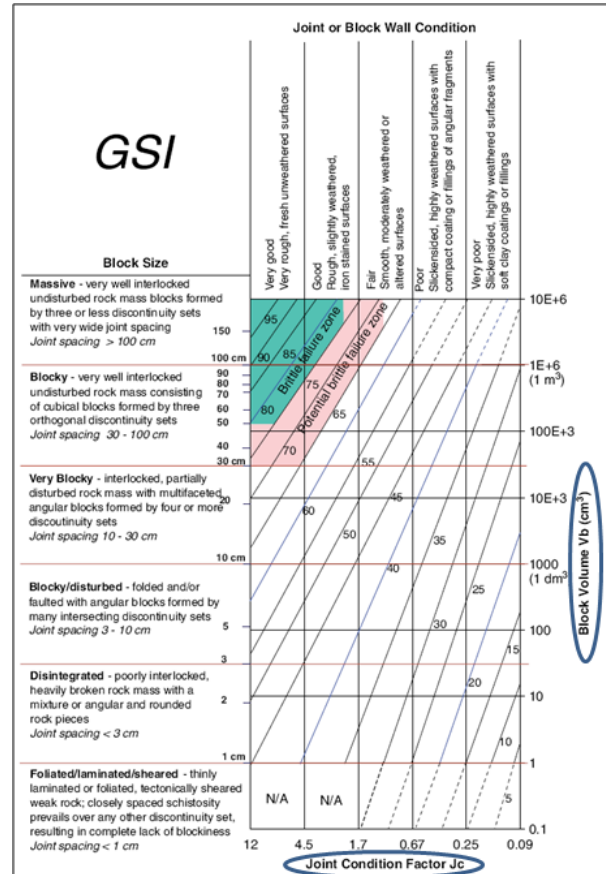 Joint or Block Wall Condition
GSI
Very good
Very rough, fresh unweathered surfaces
Good
Rough, slightly weathered,
iron stained surfaces
Fair
Smooth, moderately weathered or
altered surfaces
Poor
Slickensided, highly weathered surfaces with
compact coating or fillings of angular fragments
Very poor
Slickensided, highly weathered surfaces with
soft clay coatings or fillings
Block Size
Massive - very well interlocked
undisturbed rock mass blocks formed
by three or less discontinuity sets
with very wide joint spacing
Joint spacing > 100 cm
Blocky - very well interlocked
undisturbed rock mass consisting
of cubical blocks formed by three
orthogonal discontinuity sets
Joint spacing 30 - 100 cm
Very Blocky - interlocked, partially
disturbed rock mass with multifaceted
angular blocks formed by four or more
discoutinuity sets
Joint spacing 10 - 30 cm
Blocky/disturbed - folded and/or
faulted with angular blocks formed by
many intersecting discontinuity sets
Joint spacing 3 - 10 cm
Disintegrated - poorly interlocked,
heavily broken rock mass with a
mixture or angular and rounded
rock pieces
Joint spacing < 3 cm
Foliated/laminated/sheared - thinly
laminated or foliated, tectonically sheared
weak rock; closely spaced schistosity
prevails over any other discontinuity set,
resulting in complete lack of blockiness
Joint spacing < 1 cm
150
100 cm
90
80
70
60
50
40
30 cm
20
10 cm
5
3
2
1 cm
95
90
85
80
75
70
65
60
55
50
45
40
35
30
25
20
15
10
5
Brittle failure zone
Potential brittle failure zone
N/A
N/A
10E+6
1E+6
(1 m³)
100E+3
10E+3
1000
(1 dm³
100
10
1
0.1
Block Volume Vb (cm³)
12
4.5
1.7
0.67
0.25
0.09
Joint Condition Factor Jc